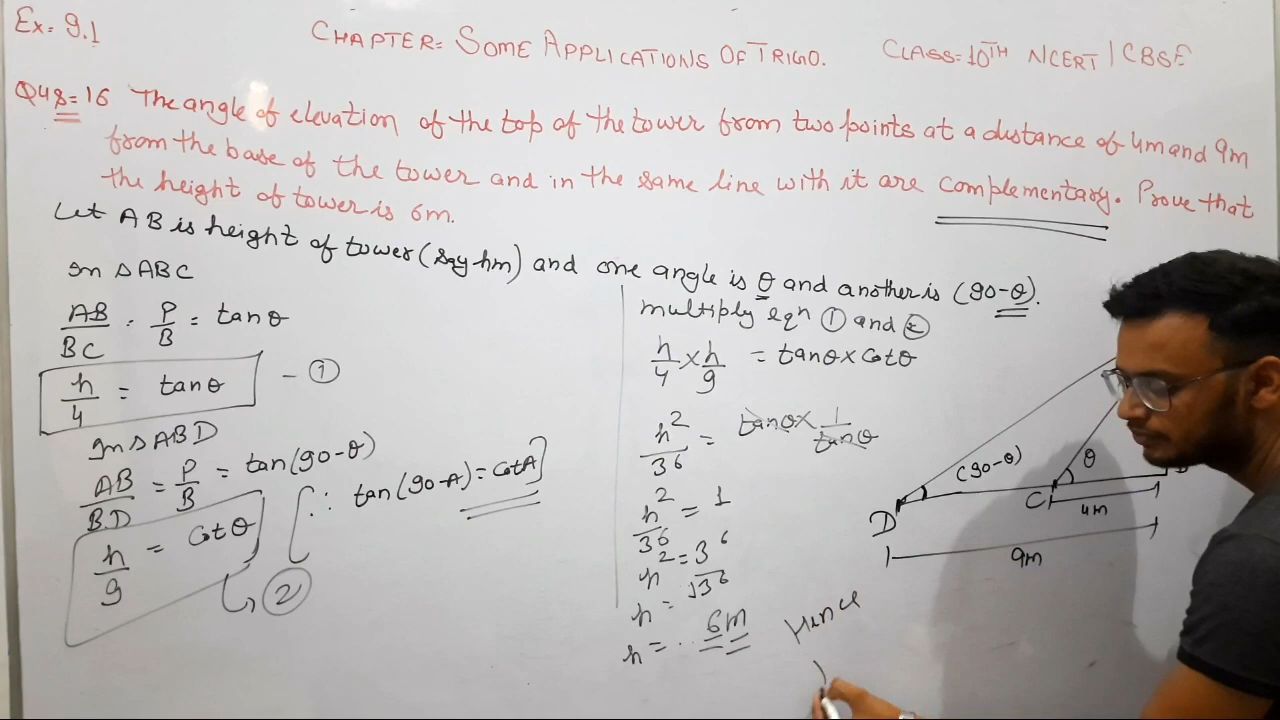 Ex= 9.1
CHAPTER= SOME APPLICATIONS OF TRIGO. CLASS=10TH NCERT | CBSE
Qus=16 The angle of elevation of the top of the tower from two points at a distance of 4m and 9m
from the base of the tower and in the same line with it are complementary. Prove that
the height of tower is 6m.
Let AB is height of tower (say hm) and one angle is θ and another is (90-θ).
In △ABC
AB/BC = P/B = tanθ
h/4 = tanθ - ①
In △ABD
AB/BD = P/B = tan(90-θ)
h/9 = cotθ [∵ tan(90-A) = cotA]
↳ ②
multiply eqn ① and ②
h/4 × h/9 = tanθ × cotθ
h²/36 = tanθ × 1/tanθ
h²/36 = 1
h² = 36
h = √36
h = 6m
Hence
(90-θ) θ
D C
4m
9m